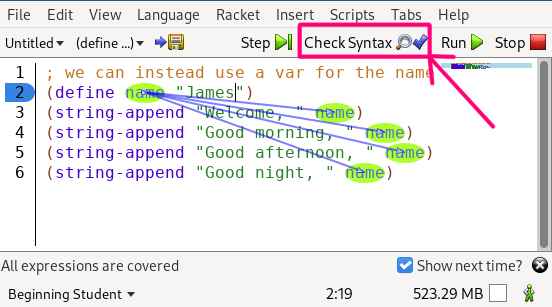 File Edit View Language Racket Insert Scripts Tabs Help
Untitled (define ...) Step Check Syntax Run Stop
1 ; we can instead use a var for the name
2 (define name "James")
3 (string-append "Welcome, " name)
4 (string-append "Good morning, " name)
5 (string-append "Good afternoon, " name)
6 (string-append "Good night, " name)
All expressions are covered Show next time?
Beginning Student 2:19 523.29 MB